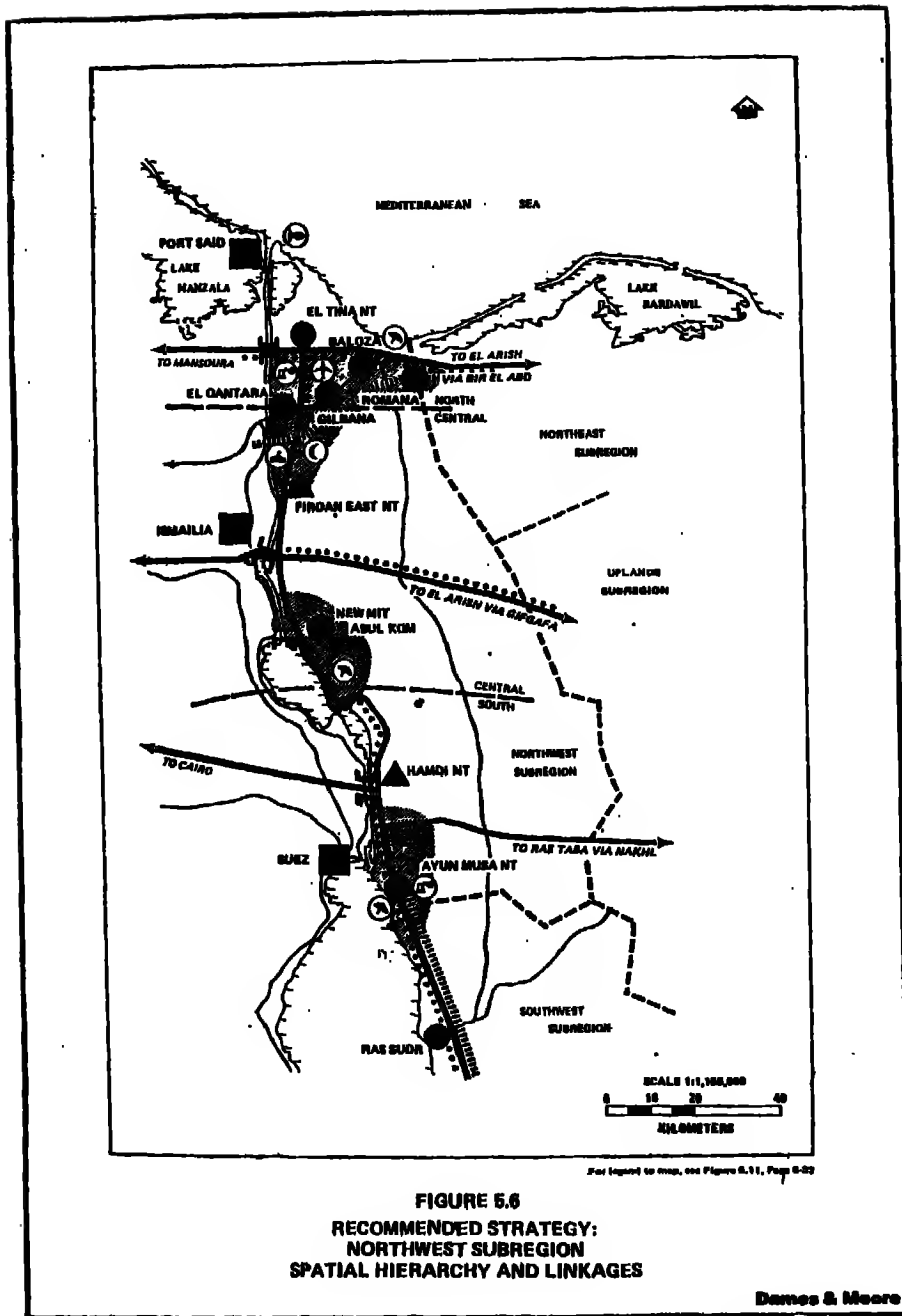 MEDITERRANEAN SEA
PORT SAID
LAKE
MANZALA
LAKE
BARDAWIL
EL TINA NT
BALOZA
TO MANSOURA
TO EL ARISH
VIA BIR EL ABD
EL QANTARA
ROMANA
NORTH
CENTRAL
GILBANA
NORTHEAST
SUBREGION
FIRDAN EAST NT
ISMAILIA
UPLANDS
SUBREGION
TO EL ARISH VIA GIFGAFA
NEW MIT
ABUL KOM
CENTRAL
SOUTH
NORTHWEST
SUBREGION
TO CAIRO
HAMDI NT
TO RAS TABA VIA NAKHL
SUEZ
AYUN MUSA NT
SOUTHWEST
SUBREGION
RAS SUDR
0 10 20 40
KILOMETERS
FIGURE 5.6
RECOMMENDED STRATEGY:
NORTHWEST SUBREGION
SPATIAL HIERARCHY AND LINKAGES
Dames & Moore